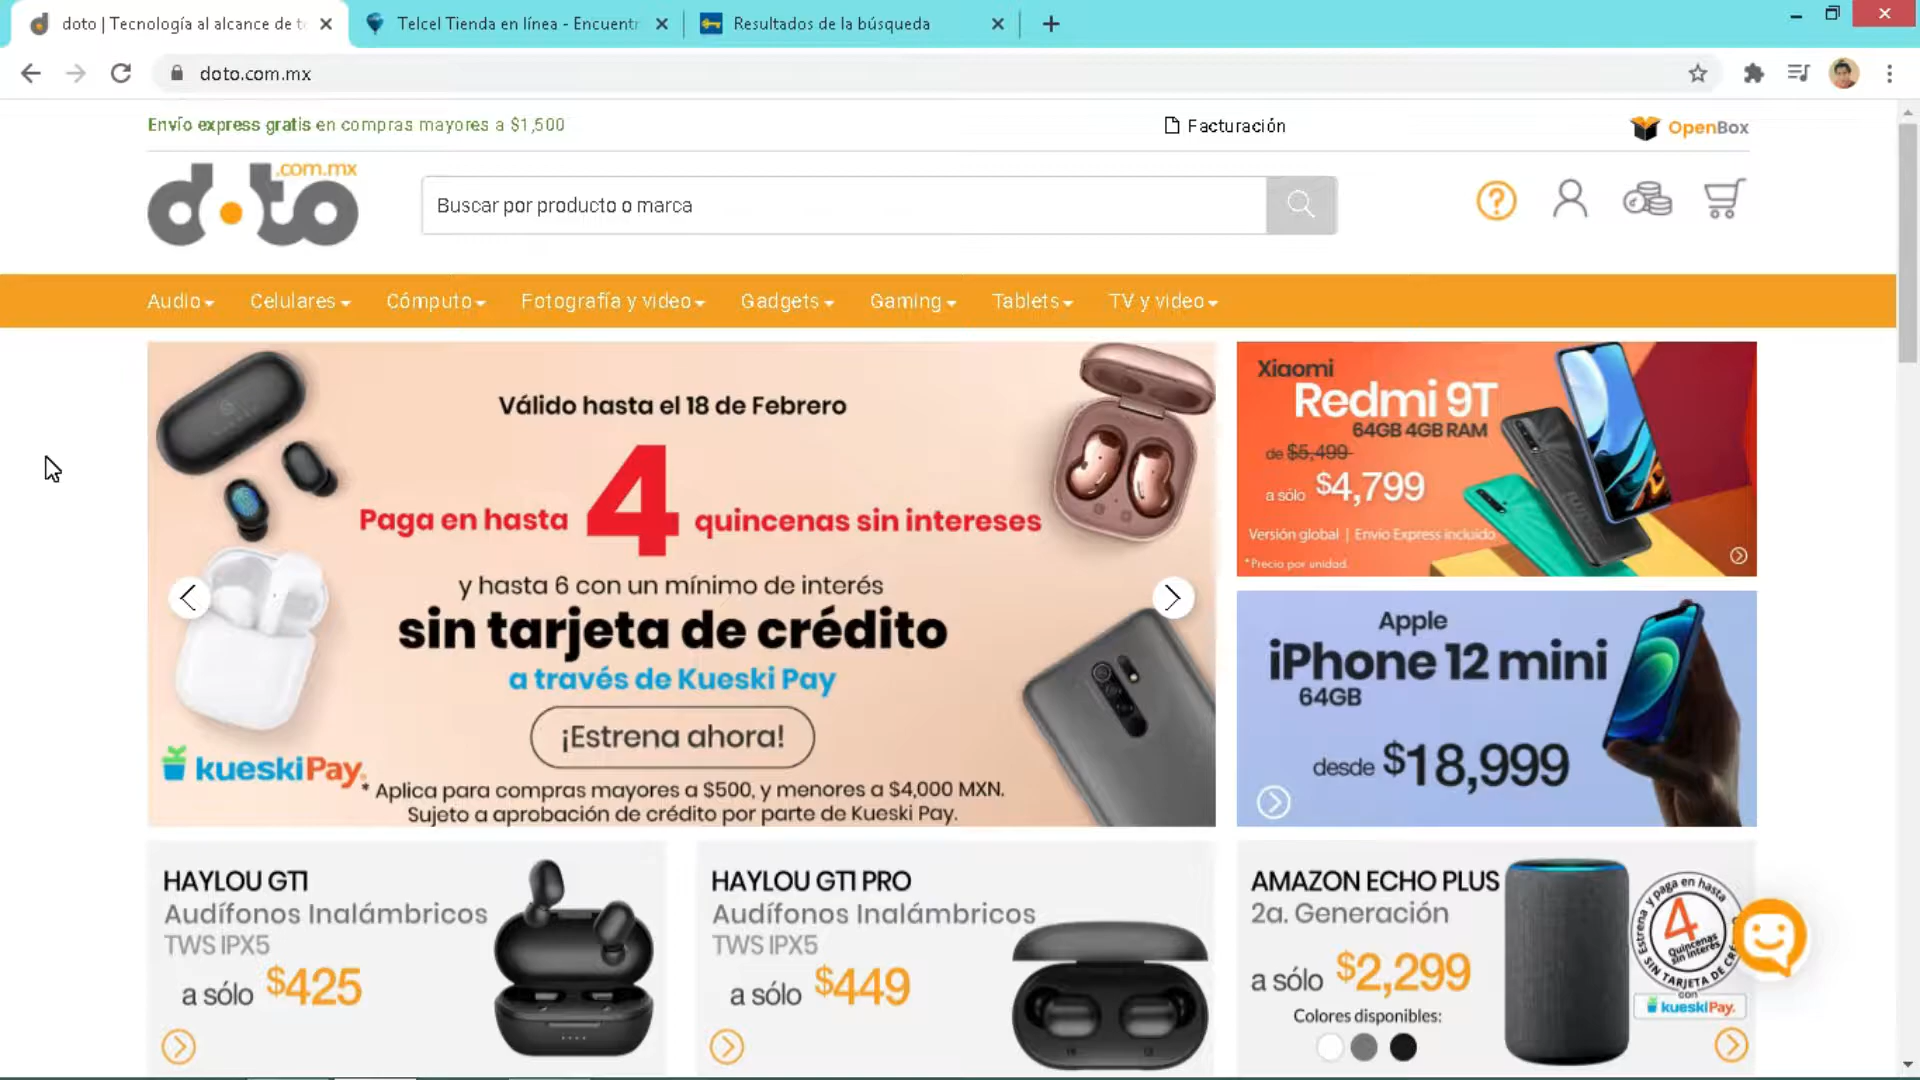 doto | Tecnología al alcance de to
Telcel Tienda en línea - Encuentr
Resultados de la búsqueda
doto.com.mx
Envío express gratis en compras mayores a $1,500
Facturación
OpenBox
doto.com.mx
Buscar por producto o marca
Audio
Celulares
Cómputo
Fotografía y video
Gadgets
Gaming
Tablets
TV y video
Válido hasta el 18 de Febrero
Paga en hasta 4 quincenas sin intereses
y hasta 6 con un mínimo de interés
sin tarjeta de crédito
a través de Kueski Pay
¡Estrena ahora!
kueskiPay.
* Aplica para compras mayores a $500, y menores a $4,000 MXN.
Sujeto a aprobación de crédito por parte de Kueski Pay.
Xiaomi
Redmi 9T
64GB 4GB RAM
de $5,499
a sólo $4,799
Versión global | Envío Express incluido
*Precio por unidad.
Apple
iPhone 12 mini
64GB
desde $18,999
HAYLOU GT1
Audífonos Inalámbricos
TWS IPX5
a sólo $425
HAYLOU GT1 PRO
Audífonos Inalámbricos
TWS IPX5
a sólo $449
AMAZON ECHO PLUS
2a. Generación
a sólo $2,299
Colores disponibles:
Estrena y paga en hasta
4
Quincenas
sin interés
SIN TARJETA DE CRÉ
con
kueskiPay.